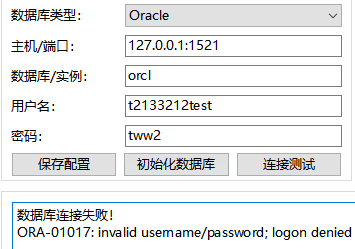 数据库类型： Oracle
主机/端口： 127.0.0.1:1521
数据库/实例： orcl
用户名： t2133212test
密码： tww2
保存配置 初始化数据库 连接测试
数据库连接失败！
ORA-01017: invalid username/password; logon denied